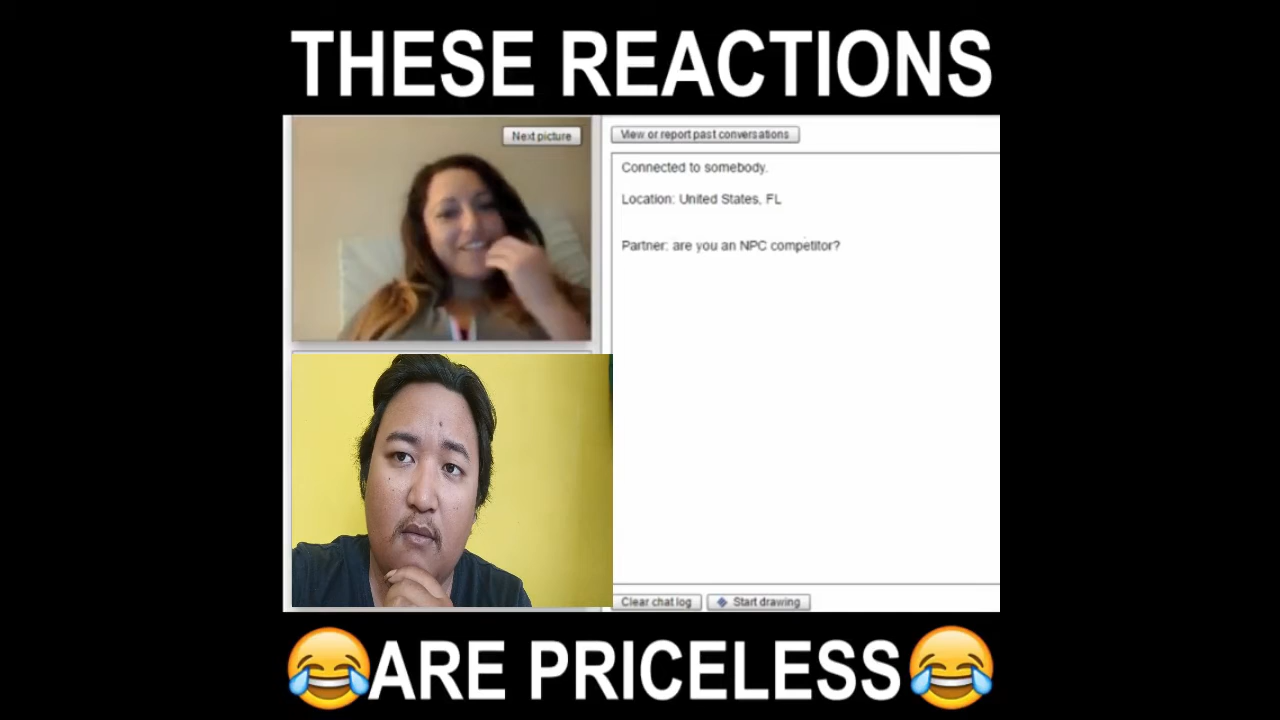 THESE REACTIONS
Next picture
View or report past conversations
Connected to somebody.
Location: United States, FL
Partner: are you an NPC competitor?
Clear chat log
Start drawing
😂ARE PRICELESS😂